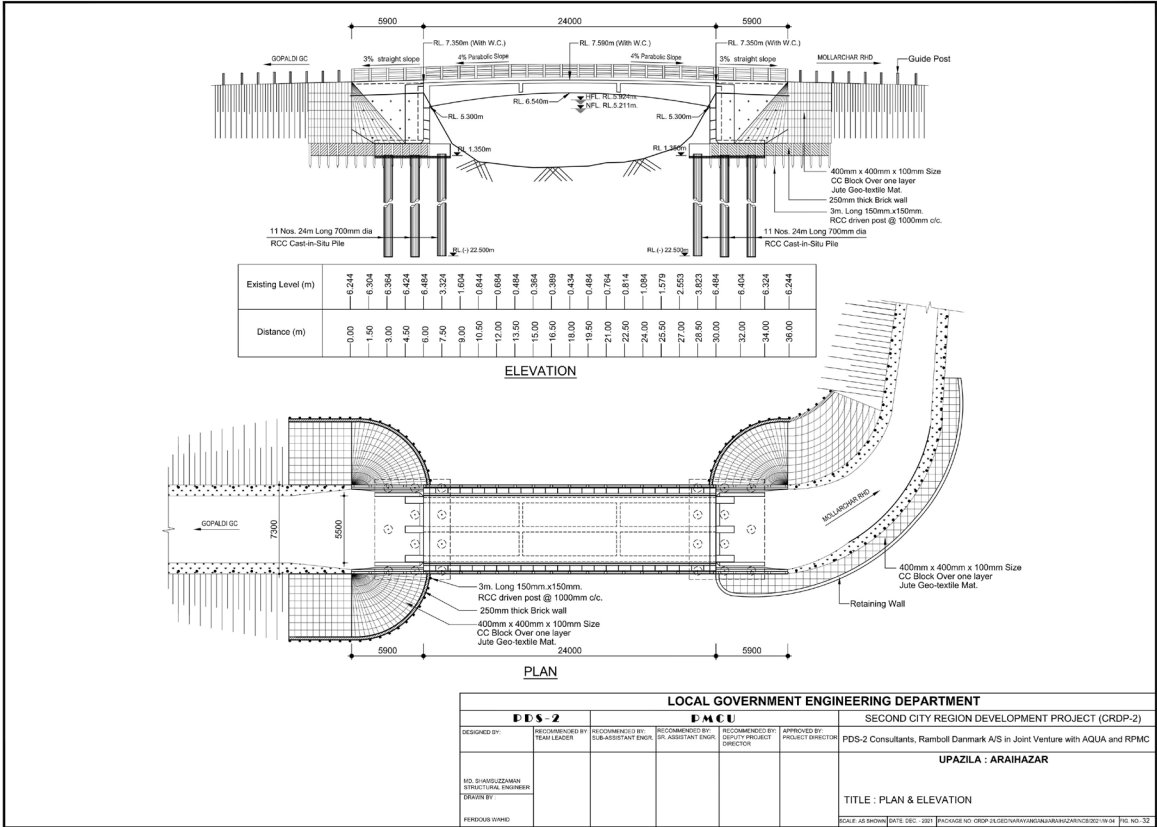 5900
24000
5900
RL. 7.350m (With W.C.)
RL. 7.590m (With W.C.)
RL. 7.350m (With W.C.)
GOPALDI GC
3% straight slope
4% Parabolic Slope
4% Parabolic Slope
3% straight slope
MOLLARCHAR RHD
Guide Post
RL. 6.540m
HFL. RL.5.924m.
NFL. RL.5.211m.
RL. 5.300m
RL. 5.300m
RL 1.350m
RL 1.350m
400mm x 400mm x 100mm Size
CC Block Over one layer
Jute Geo-textile Mat.
250mm thick Brick wall
3m. Long 150mm.x150mm.
RCC driven post @ 1000mm c/c.
11 Nos. 24m Long 700mm dia
RCC Cast-in-Situ Pile
RL.(-) 22.500m
RL.(-) 22.500m
11 Nos. 24m Long 700mm dia
RCC Cast-in-Situ Pile
Existing Level (m) 6.244 6.304 6.364 6.424 6.484 3.324 1.604 0.844 0.684 0.484 0.364 0.389 0.434 0.484 0.764 0.814 1.084 1.579 2.553 3.823 6.484 6.404 6.324 6.244
Distance (m) 0.00 1.50 3.00 4.50 6.00 7.50 9.00 10.50 12.00 13.50 15.00 16.50 18.00 19.50 21.00 22.50 24.00 25.50 27.00 28.50 30.00 32.00 34.00 36.00
ELEVATION
GOPALDI GC
7300
5500
MOLLARCHAR RHD
400mm x 400mm x 100mm Size
CC Block Over one layer
Jute Geo-textile Mat.
Retaining Wall
3m. Long 150mm.x150mm.
RCC driven post @ 1000mm c/c.
250mm thick Brick wall
400mm x 400mm x 100mm Size
CC Block Over one layer
Jute Geo-textile Mat.
5900
24000
5900
PLAN
LOCAL GOVERNMENT ENGINEERING DEPARTMENT
PDS-2
PMCU
SECOND CITY REGION DEVELOPMENT PROJECT (CRDP-2)
DESIGNED BY:
RECOMMENDED BY
TEAM LEADER
RECOMMENDED BY:
SUB-ASSISTANT ENGR.
RECOMMENDED BY:
SR. ASSISTANT ENGR.
RECOMMENDED BY:
DEPUTY PROJECT
DIRECTOR
APPROVED BY:
PROJECT DIRECTOR
PDS-2 Consultants, Ramboll Danmark A/S in Joint Venture with AQUA and RPMC
MD. SHAMSUZZAMAN
STRUCTURAL ENGINEER
DRAWN BY :
FERDOUS WAHID
UPAZILA : ARAIHAZAR
TITLE : PLAN & ELEVATION
SCALE: AS SHOWN
DATE: DEC. - 2021
PACKAGE NO: CRDP-2/LGED/NARAYANGANJ/ARAIHAZAR/NCB/2021/W-04
FIG. NO.-32